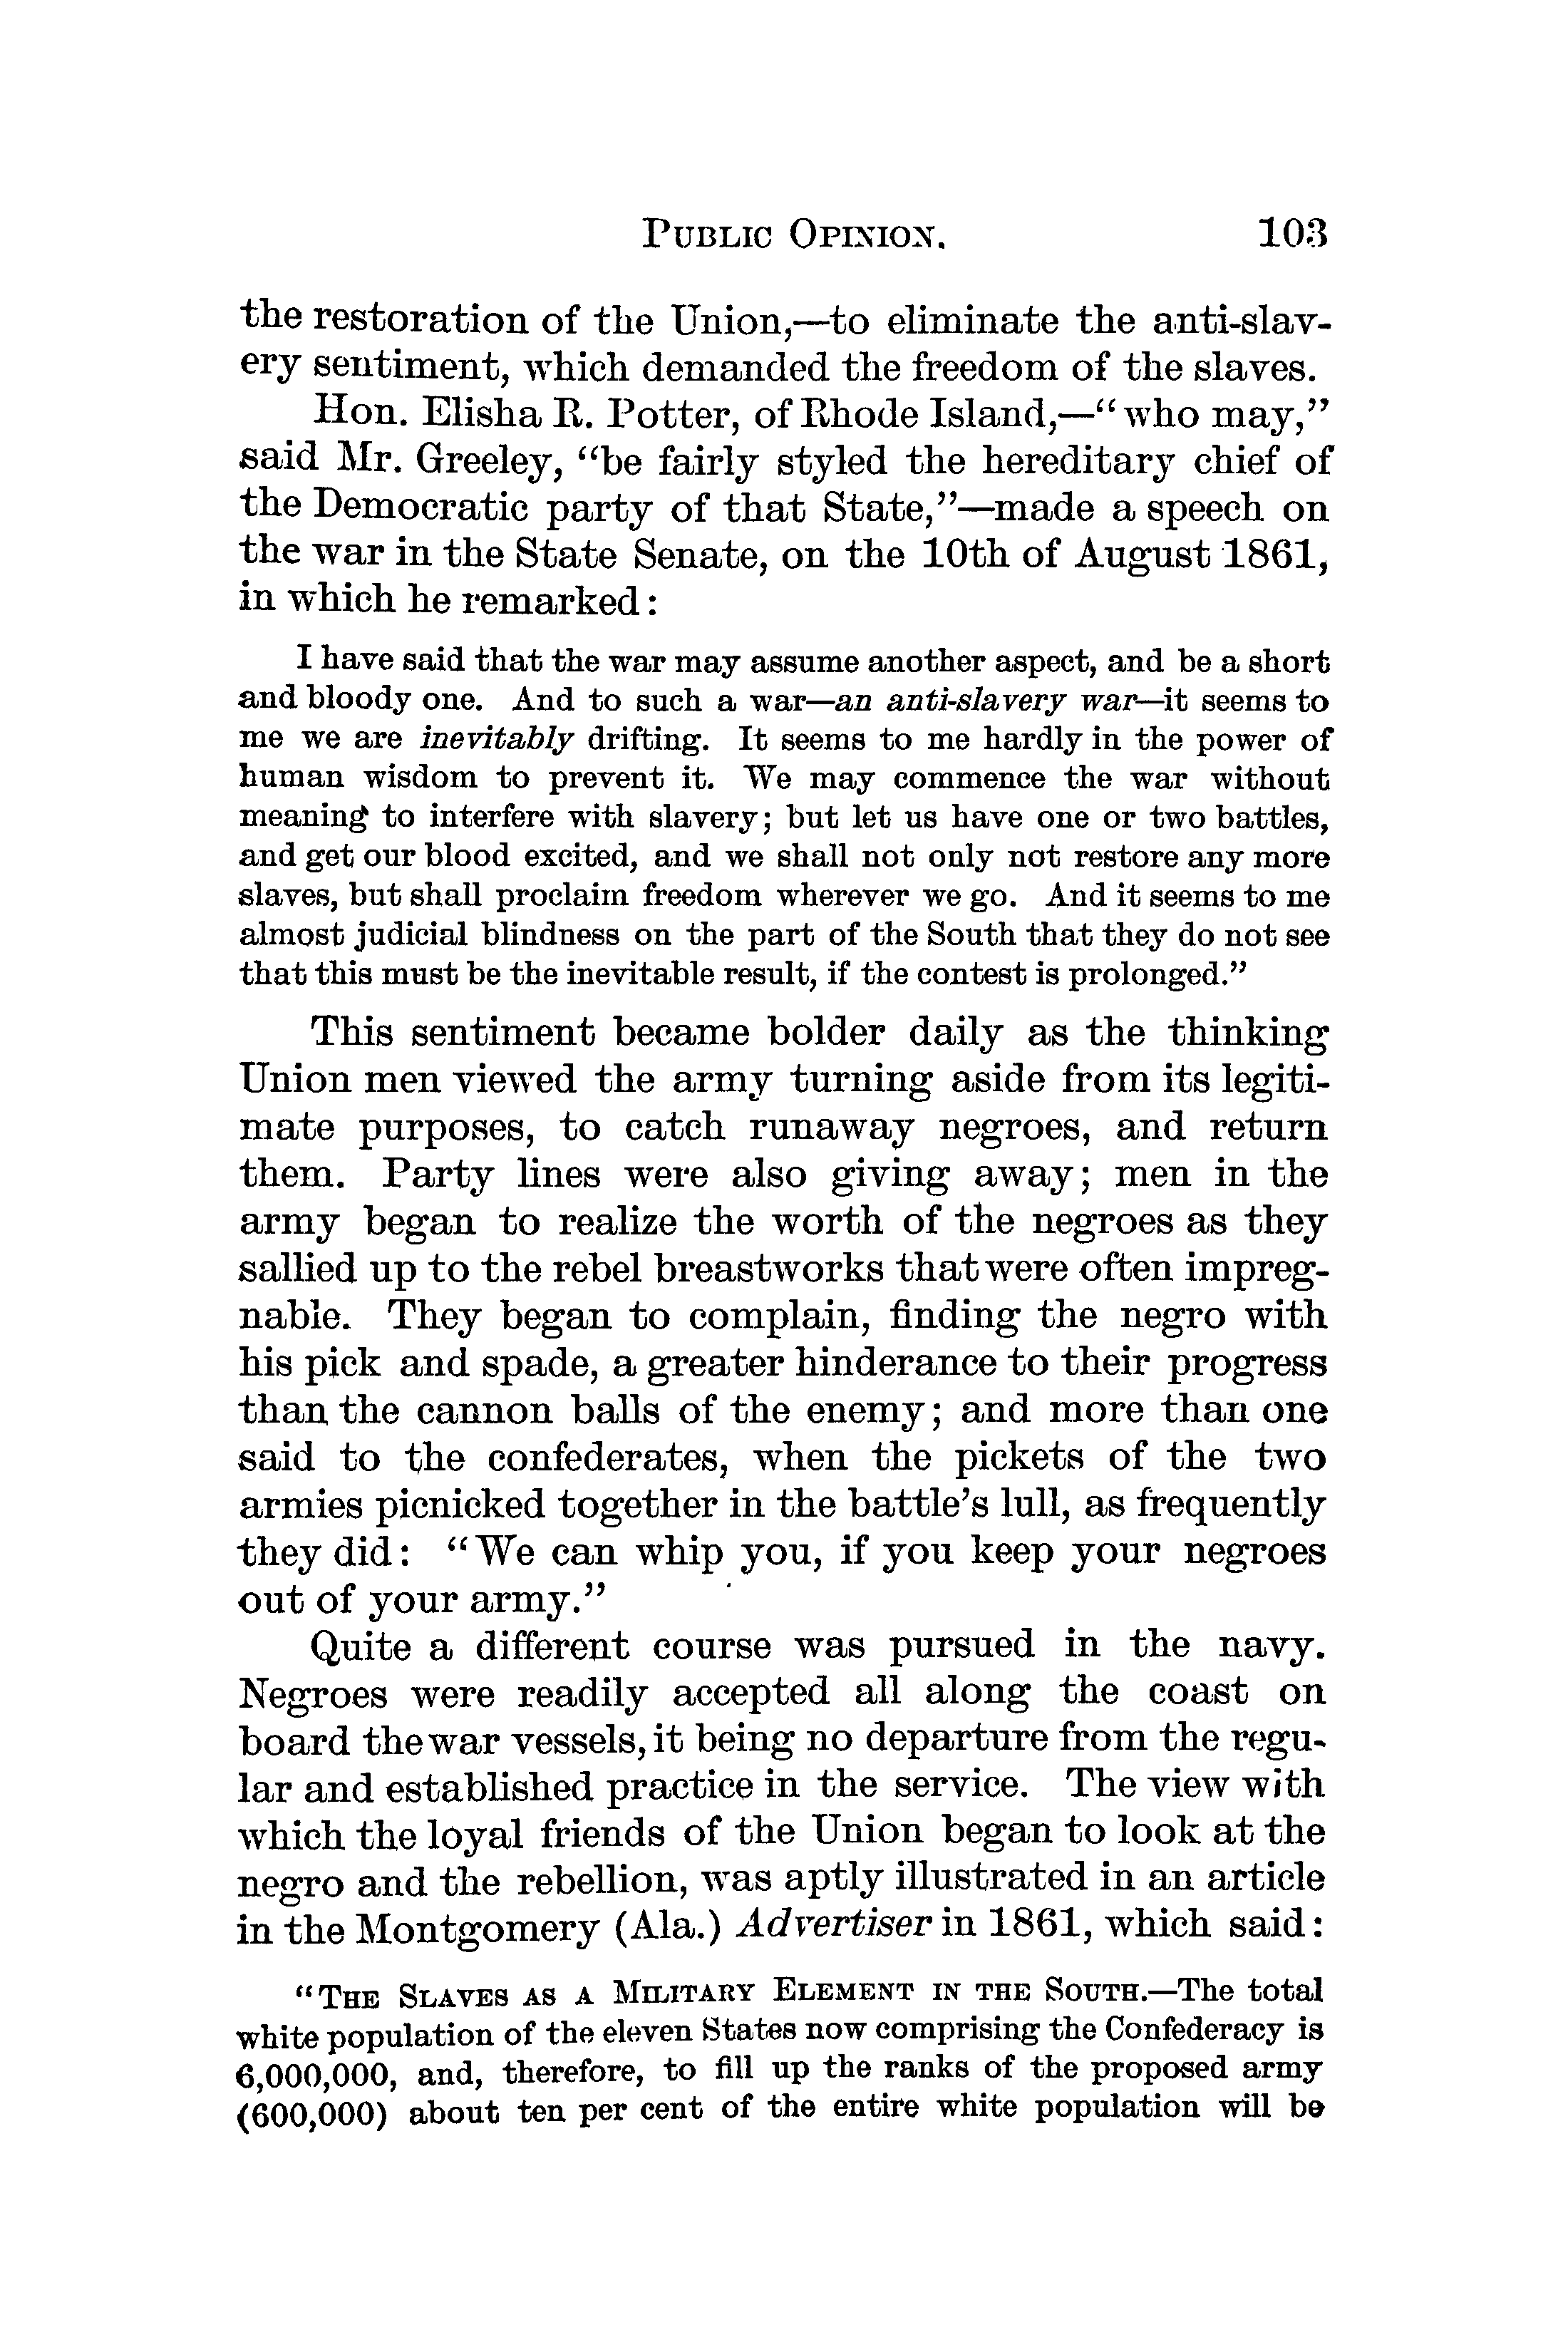 PUBLIC OPINION. 103
the restoration of the Union,—to eliminate the anti-slav-
ery sentiment, which demanded the freedom of the slaves.
Hon. Elisha R. Potter, of Rhode Island,—“who may,”
said Mr. Greeley, “be fairly styled the hereditary chief of
the Democratic party of that State,”—made a speech on
the war in the State Senate, on the 10th of August 1861,
in which he remarked:
I have said that the war may assume another aspect, and be a short
and bloody one. And to such a war—an anti-slavery war—it seems to
me we are inevitably drifting. It seems to me hardly in the power of
human wisdom to prevent it. We may commence the war without
meaning to interfere with slavery; but let us have one or two battles,
and get our blood excited, and we shall not only not restore any more
slaves, but shall proclaim freedom wherever we go. And it seems to me
almost judicial blindness on the part of the South that they do not see
that this must be the inevitable result, if the contest is prolonged.”
This sentiment became bolder daily as the thinking
Union men viewed the army turning aside from its legiti-
mate purposes, to catch runaway negroes, and return
them. Party lines were also giving away; men in the
army began to realize the worth of the negroes as they
sallied up to the rebel breastworks that were often impreg-
nable. They began to complain, finding the negro with
his pick and spade, a greater hinderance to their progress
than the cannon balls of the enemy; and more than one
said to the confederates, when the pickets of the two
armies picnicked together in the battle’s lull, as frequently
they did: “We can whip you, if you keep your negroes
out of your army.”
Quite a different course was pursued in the navy.
Negroes were readily accepted all along the coast on
board the war vessels, it being no departure from the regu-
lar and established practice in the service. The view with
which the loyal friends of the Union began to look at the
negro and the rebellion, was aptly illustrated in an article
in the Montgomery (Ala.) Advertiser in 1861, which said:
“THE SLAVES AS A MILITARY ELEMENT IN THE SOUTH.—The total
white population of the eleven States now comprising the Confederacy is
6,000,000, and, therefore, to fill up the ranks of the proposed army
(600,000) about ten per cent of the entire white population will be